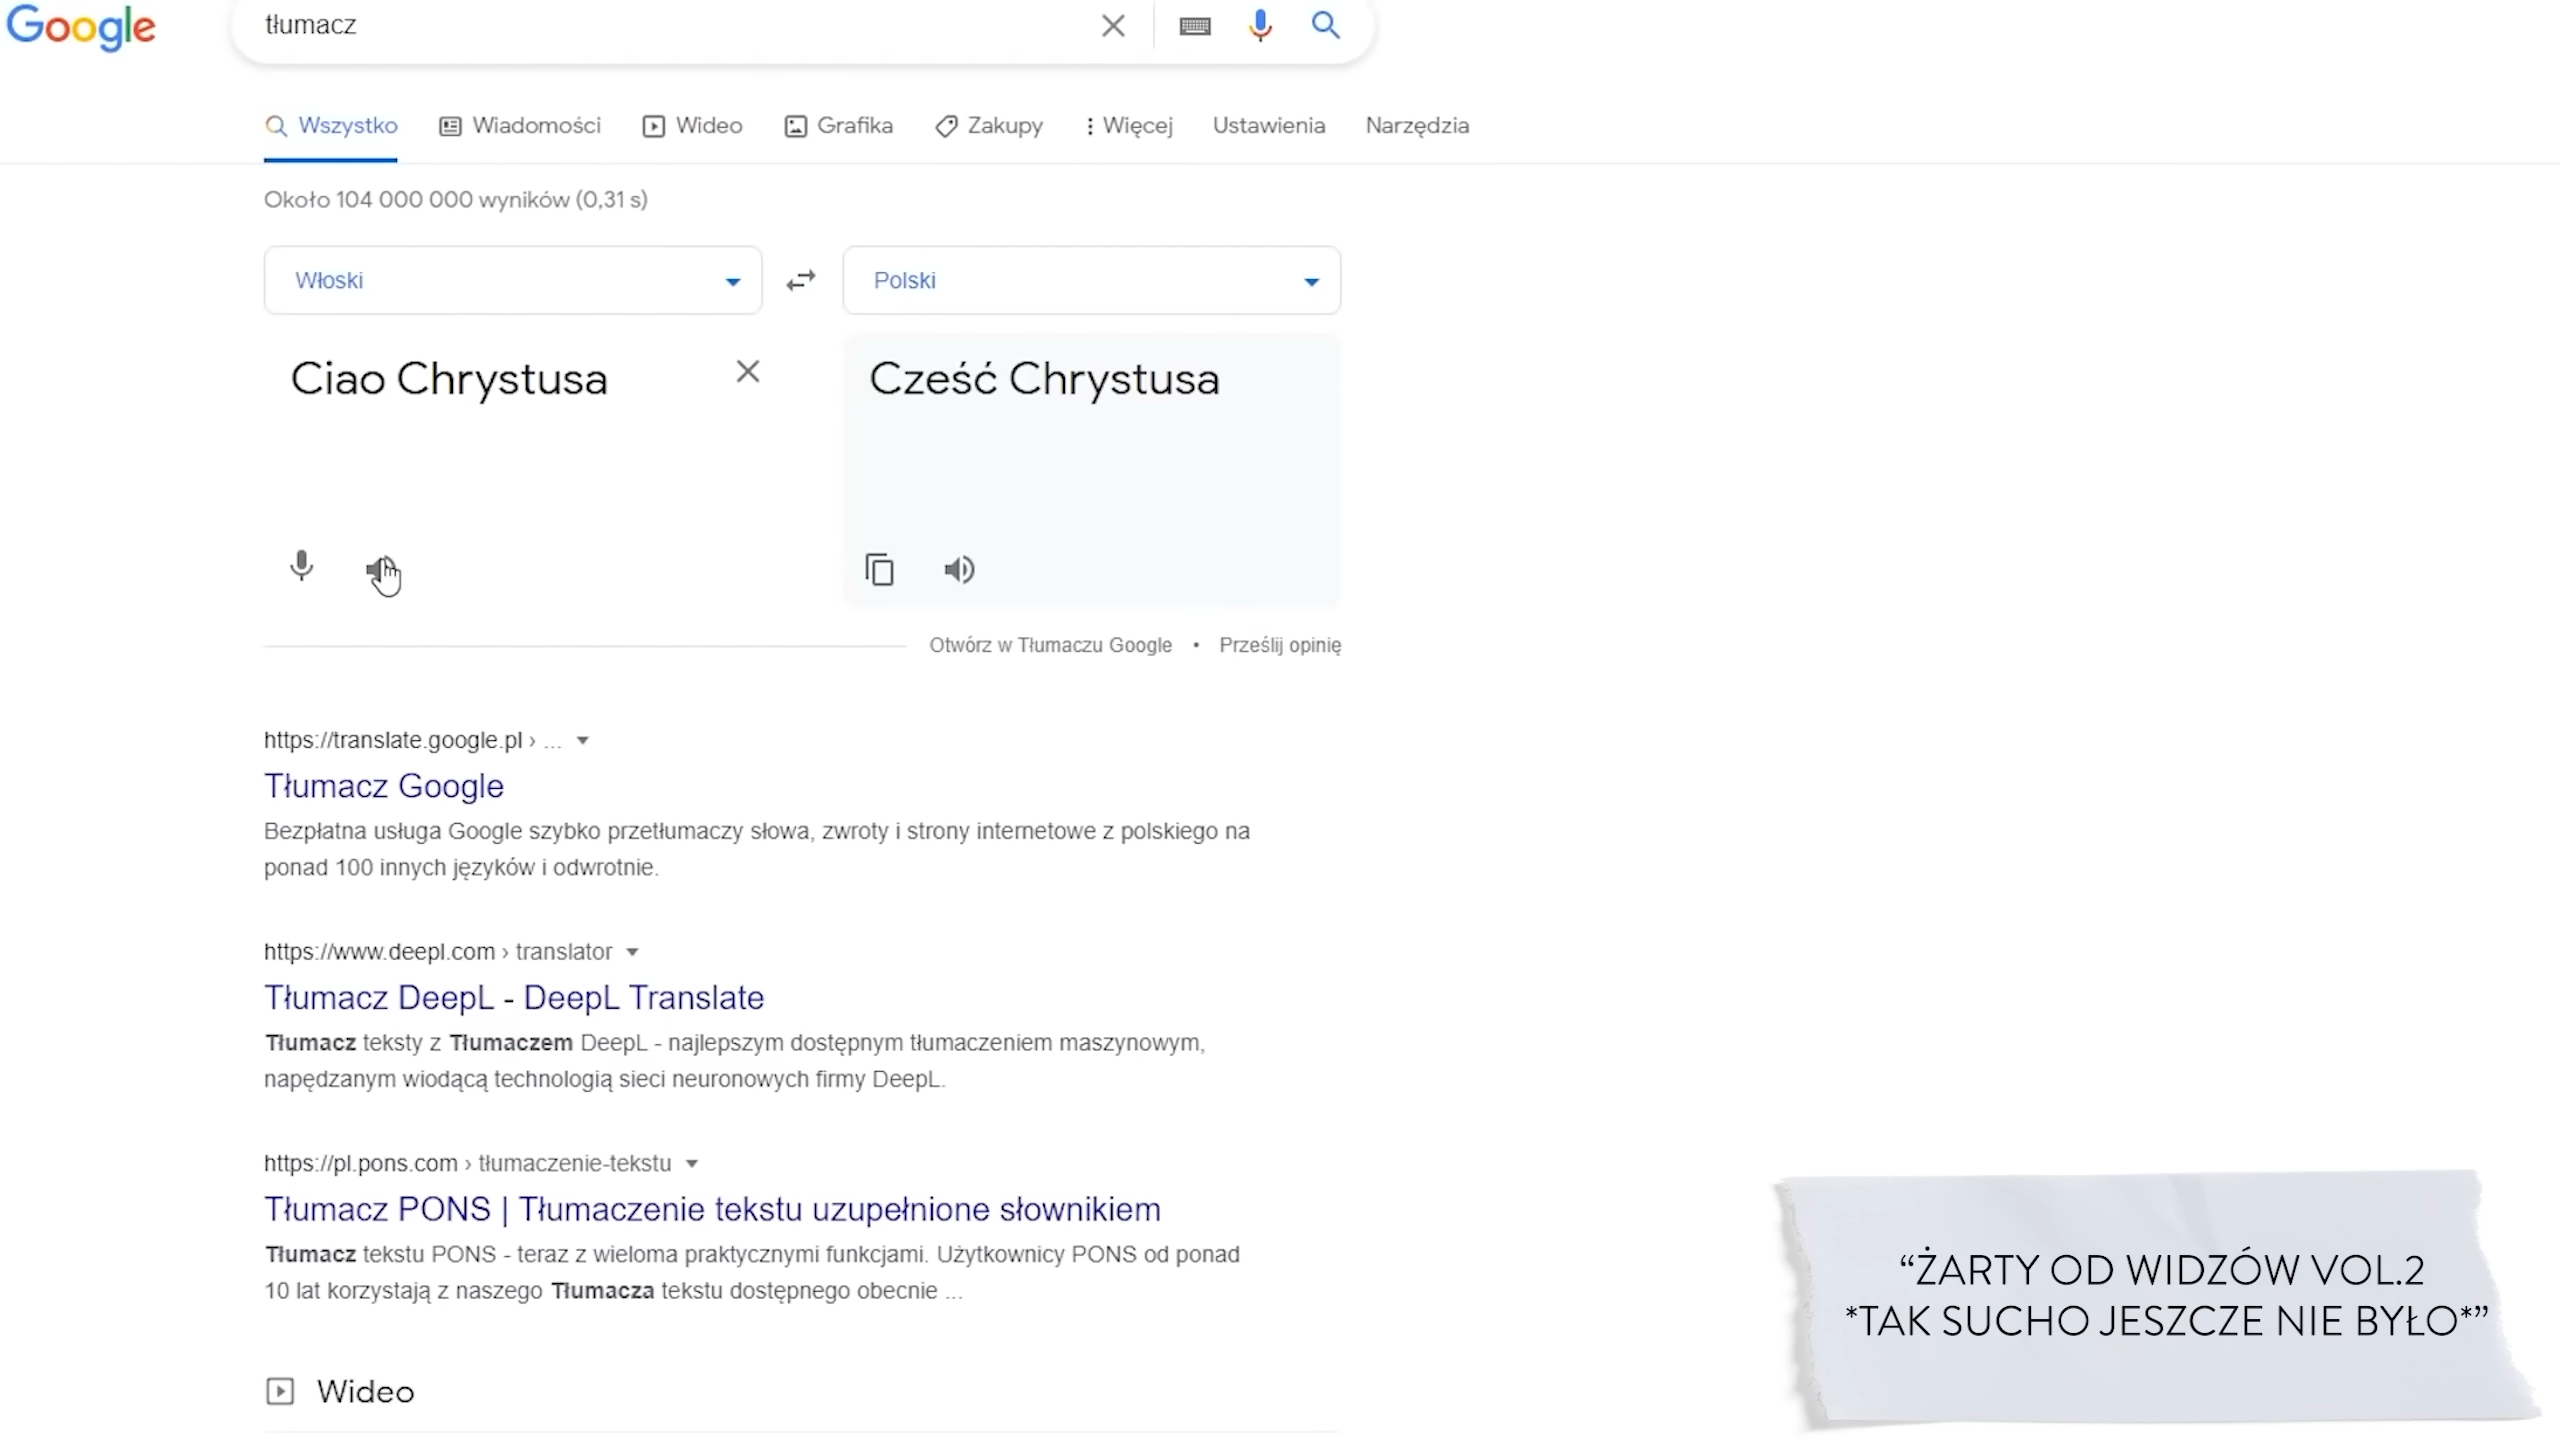 Google
tłumacz
Wszystko Wiadomości Wideo Grafika Zakupy Więcej Ustawienia Narzędzia
Około 104 000 000 wyników (0,31 s)
Włoski Polski
Ciao Chrystusa Cześć Chrystusa
Otwórz w Tłumaczu Google • Prześlij opinię
https://translate.google.pl › ...
Tłumacz Google
Bezpłatna usługa Google szybko przetłumaczy słowa, zwroty i strony internetowe z polskiego na
ponad 100 innych języków i odwrotnie.
https://www.deepl.com › translator
Tłumacz DeepL - DeepL Translate
Tłumacz teksty z Tłumaczem DeepL - najlepszym dostępnym tłumaczeniem maszynowym,
napędzanym wiodącą technologią sieci neuronowych firmy DeepL.
https://pl.pons.com › tłumaczenie-tekstu
Tłumacz PONS | Tłumaczenie tekstu uzupełnione słownikiem
Tłumacz tekstu PONS - teraz z wieloma praktycznymi funkcjami. Użytkownicy PONS od ponad
10 lat korzystają z naszego Tłumacza tekstu dostępnego obecnie ...
Wideo
“ŻARTY OD WIDZÓW VOL.2
*TAK SUCHO JESZCZE NIE BYŁO*”